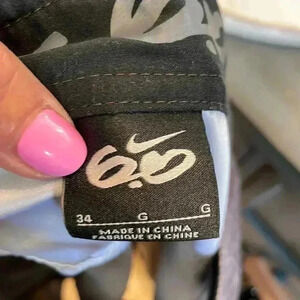 6.0
34 G G
MADE IN CHINA
FABRIQUE EN CHINE